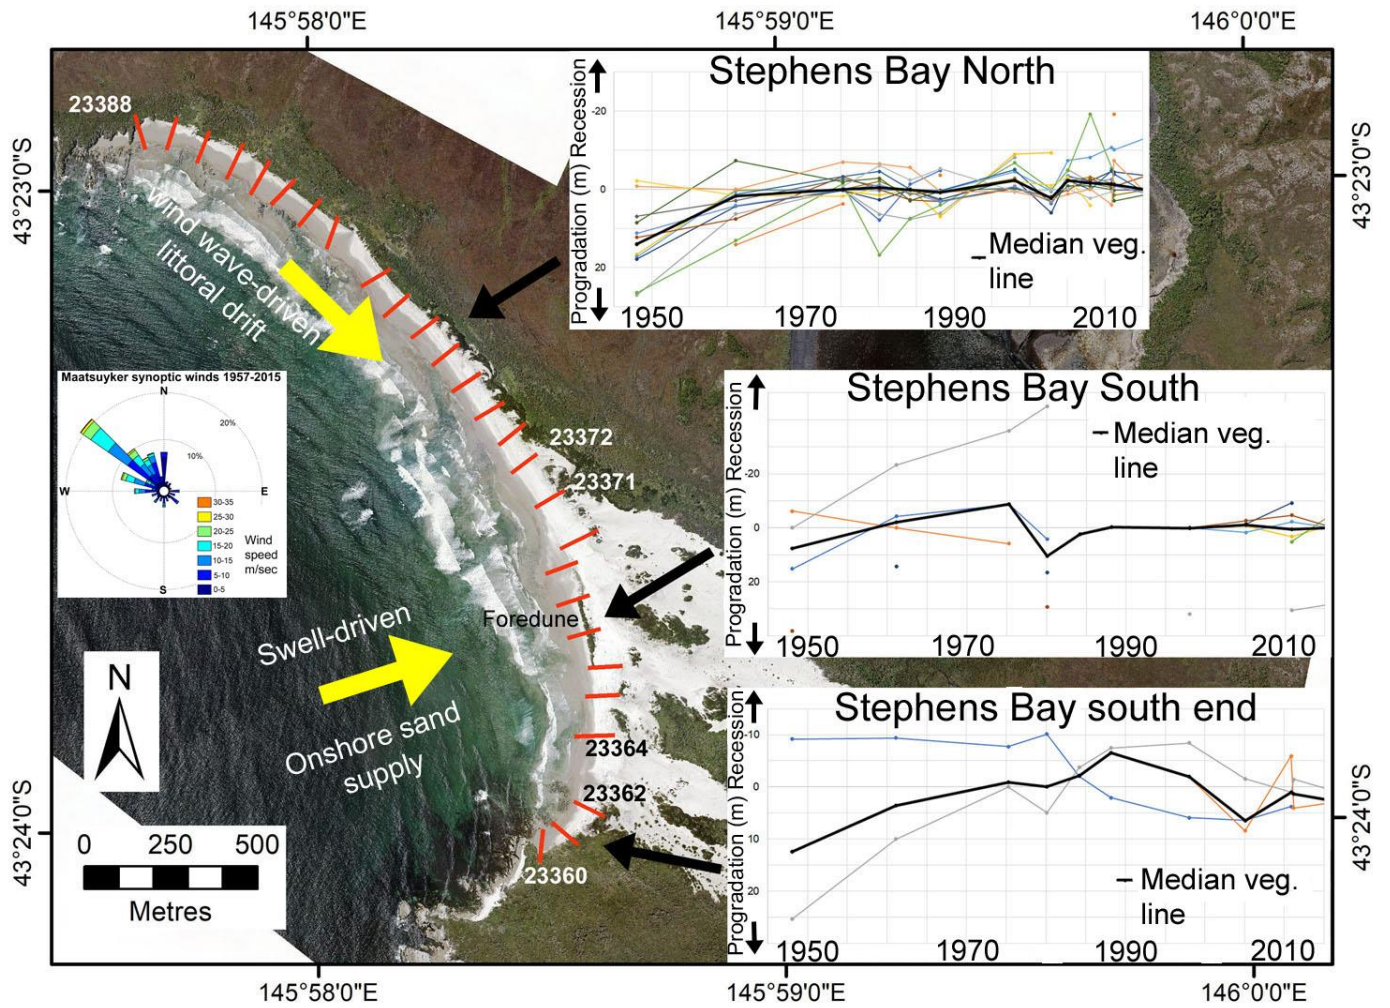 145°58'0"E
145°59'0"E
146°0'0"E
43°23'0"S
43°24'0"S
43°23'0"S
43°24'0"S
145°58'0"E
145°59'0"E
146°0'0"E
23388
Wind wave-driven
littoral drift
23372
23371
Foredune
Swell-driven
Onshore sand
supply
23364
23362
23360
Maatsuyker synoptic winds 1957-2015
N
W
E
S
20%
10%
30-35
25-30
20-25
15-20
10-15
5-10
0-5
Wind
speed
m/sec
N
0 250 500
Metres
Stephens Bay North
Progradation (m) Recession
-20
0
20
Median veg.
line
1950 1970 1990 2010
Stephens Bay South
Progradation (m) Recession
-20
0
20
Median veg.
line
1950 1970 1990 2010
Stephens Bay south end
Progradation (m) Recession
-10
0
10
20
Median veg.
line
1950 1970 1990 2010